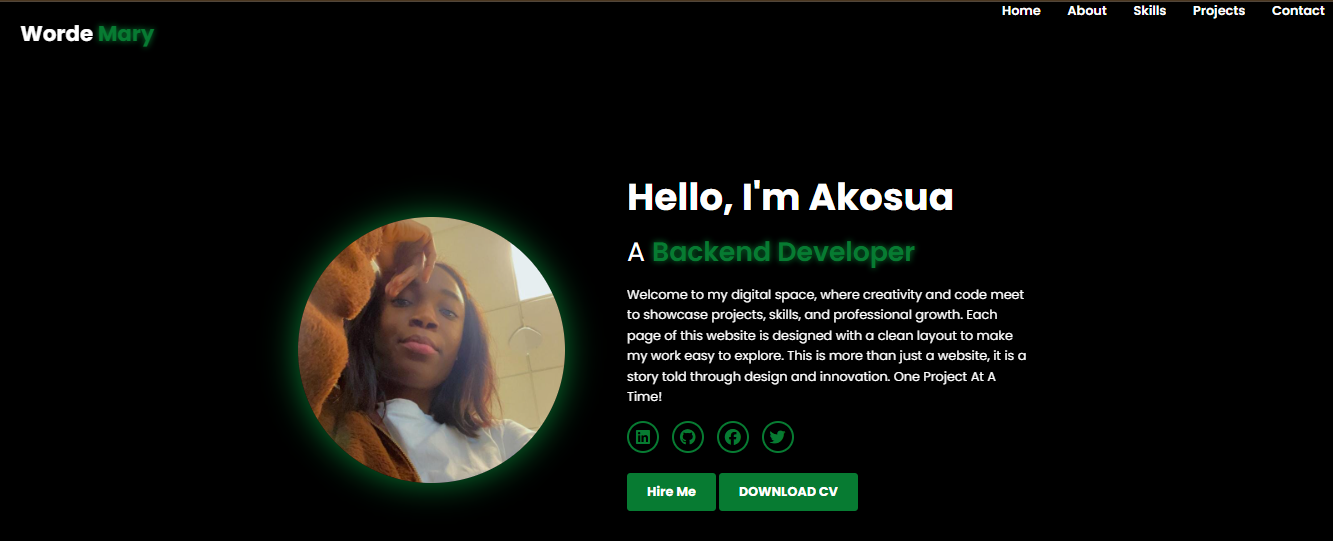 Worde Mary
Home About Skills Projects Contact
Hello, I'm Akosua
A Backend Developer
Welcome to my digital space, where creativity and code meet
to showcase projects, skills, and professional growth. Each
page of this website is designed with a clean layout to make
my work easy to explore. This is more than just a website, it is a
story told through design and innovation. One Project At A
Time!
Hire Me DOWNLOAD CV